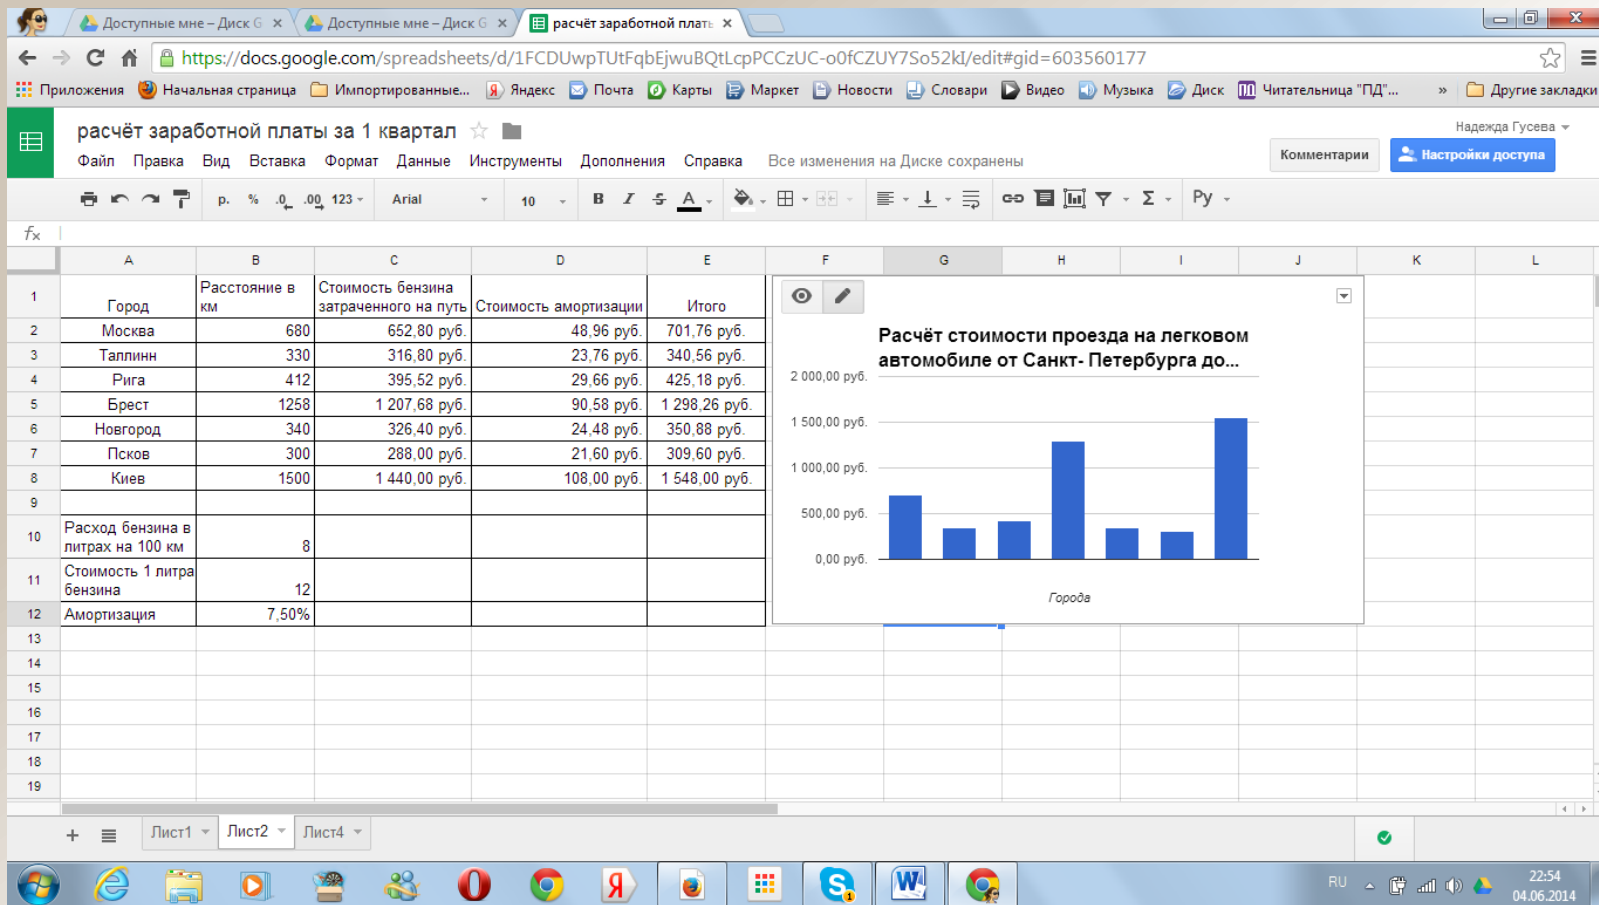 Доступные мне – Диск G
Доступные мне – Диск G
расчёт заработной плать
https://docs.google.com/spreadsheets/d/1FCDUwpTUtFqbEjwuBQtLcpPCCzUC-o0fCZUY7So52kI/edit#gid=603560177
Приложения Начальная страница Импортированные... Яндекс Почта Карты Маркет Новости Словари Видео Музыка Диск Читательница "ПД"... » Другие закладки
расчёт заработной платы за 1 квартал
Надежда Гусева
Файл Правка Вид Вставка Формат Данные Инструменты Дополнения Справка Все изменения на Диске сохранены
Комментарии Настройки доступа
р. % .0 .00 123 Arial 10 B I S A Σ Ру
fx
A B C D E F G H I J K L
1 Город Расстояние в км Стоимость бензина затраченного на путь Стоимость амортизации Итого
2 Москва 680 652,80 руб. 48,96 руб. 701,76 руб.
3 Таллинн 330 316,80 руб. 23,76 руб. 340,56 руб.
4 Рига 412 395,52 руб. 29,66 руб. 425,18 руб.
5 Брест 1258 1 207,68 руб. 90,58 руб. 1 298,26 руб.
6 Новгород 340 326,40 руб. 24,48 руб. 350,88 руб.
7 Псков 300 288,00 руб. 21,60 руб. 309,60 руб.
8 Киев 1500 1 440,00 руб. 108,00 руб. 1 548,00 руб.
9
10 Расход бензина в литрах на 100 км 8
11 Стоимость 1 литра бензина 12
12 Амортизация 7,50%
13
14
15
16
17
18
19
Расчёт стоимости проезда на легковом
автомобиле от Санкт- Петербурга до...
2 000,00 руб.
1 500,00 руб.
1 000,00 руб.
500,00 руб.
0,00 руб.
Города
+ Лист1 Лист2 Лист4
RU
22:54
04.06.2014